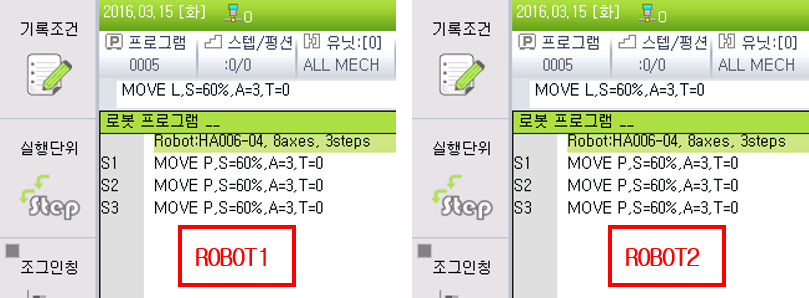 2016.03.15 [화] 0
기록조건
프로그램 스텝/펑션 유닛:[0]
0005 :0/0 ALL MECH
MOVE L,S=60%,A=3,T=0
로봇 프로그램 __
Robot:HA006-04, 8axes, 3steps
실행단위
S1 MOVE P,S=60%,A=3,T=0
S2 MOVE P,S=60%,A=3,T=0
S3 MOVE P,S=60%,A=3,T=0
Step
ROBOT1
조그인칭
2016.03.15 [화] 0
기록조건
프로그램 스텝/펑션 유닛:[0]
0005 :0/0 ALL MECH
MOVE L,S=60%,A=3,T=0
로봇 프로그램 __
Robot:HA006-04, 8axes, 3steps
실행단위
S1 MOVE P,S=60%,A=3,T=0
S2 MOVE P,S=60%,A=3,T=0
S3 MOVE P,S=60%,A=3,T=0
Step
ROBOT2
조그인칭